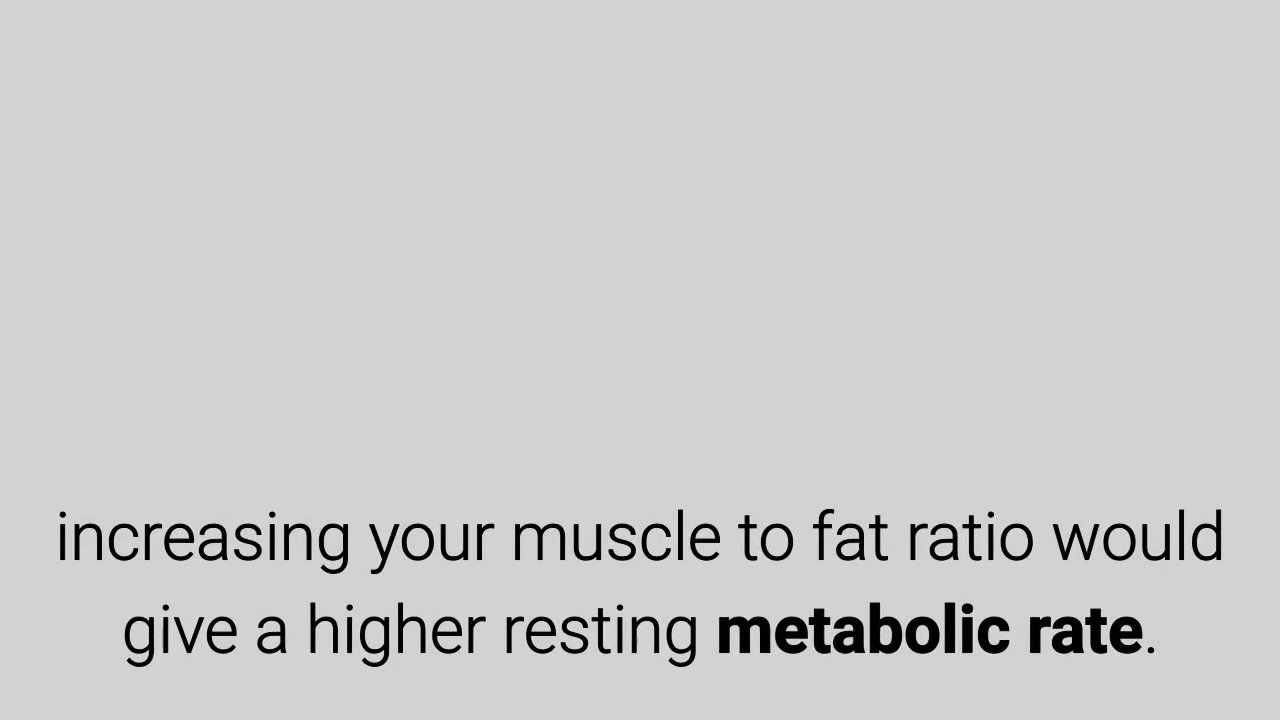 increasing your muscle to fat ratio would
give a higher resting metabolic rate.